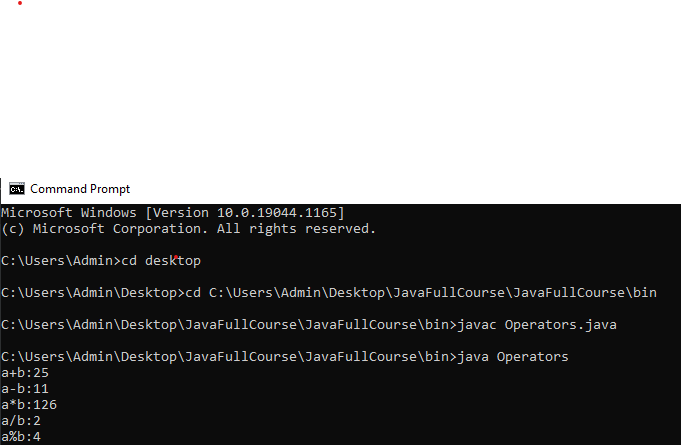 Command Prompt
Microsoft Windows [Version 10.0.19044.1165]
(c) Microsoft Corporation. All rights reserved.
C:\Users\Admin>cd desktop
C:\Users\Admin\Desktop>cd C:\Users\Admin\Desktop\JavaFullCourse\JavaFullCourse\bin
C:\Users\Admin\Desktop\JavaFullCourse\JavaFullCourse\bin>javac Operators.java
C:\Users\Admin\Desktop\JavaFullCourse\JavaFullCourse\bin>java Operators
a+b:25
a-b:11
a*b:126
a/b:2
a%b:4